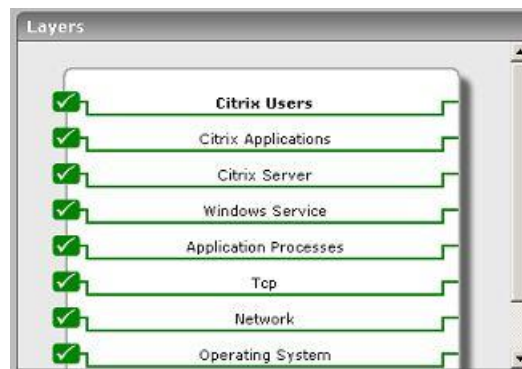 Layers
Citrix Users
Citrix Applications
Citrix Server
Windows Service
Application Processes
Tcp
Network
Operating System